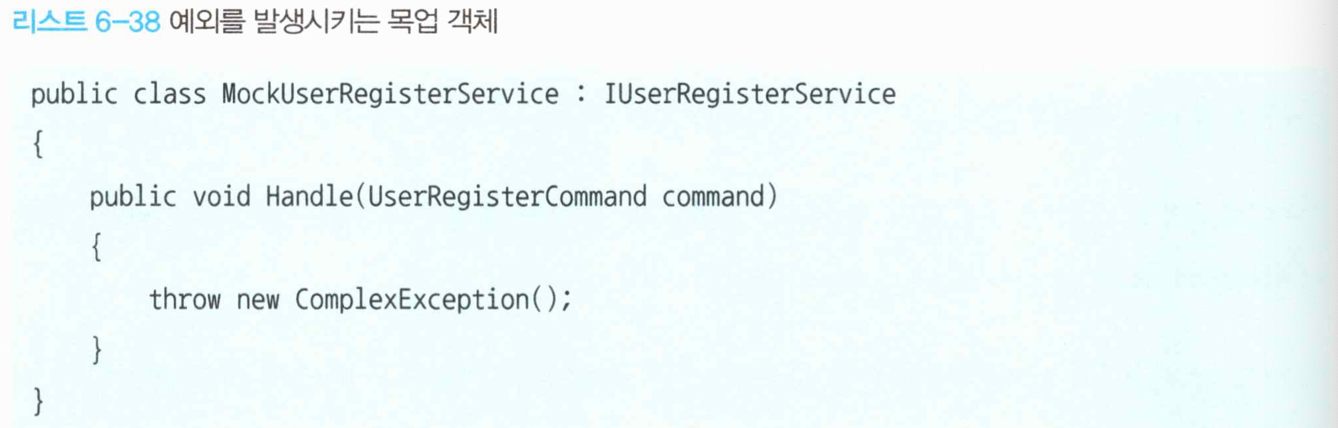 리스트 6-38 예외를 발생시키는 목업 객체
public class MockUserRegisterService : IUserRegisterService
{
    public void Handle(UserRegisterCommand command)
    {
        throw new ComplexException();
    }
}